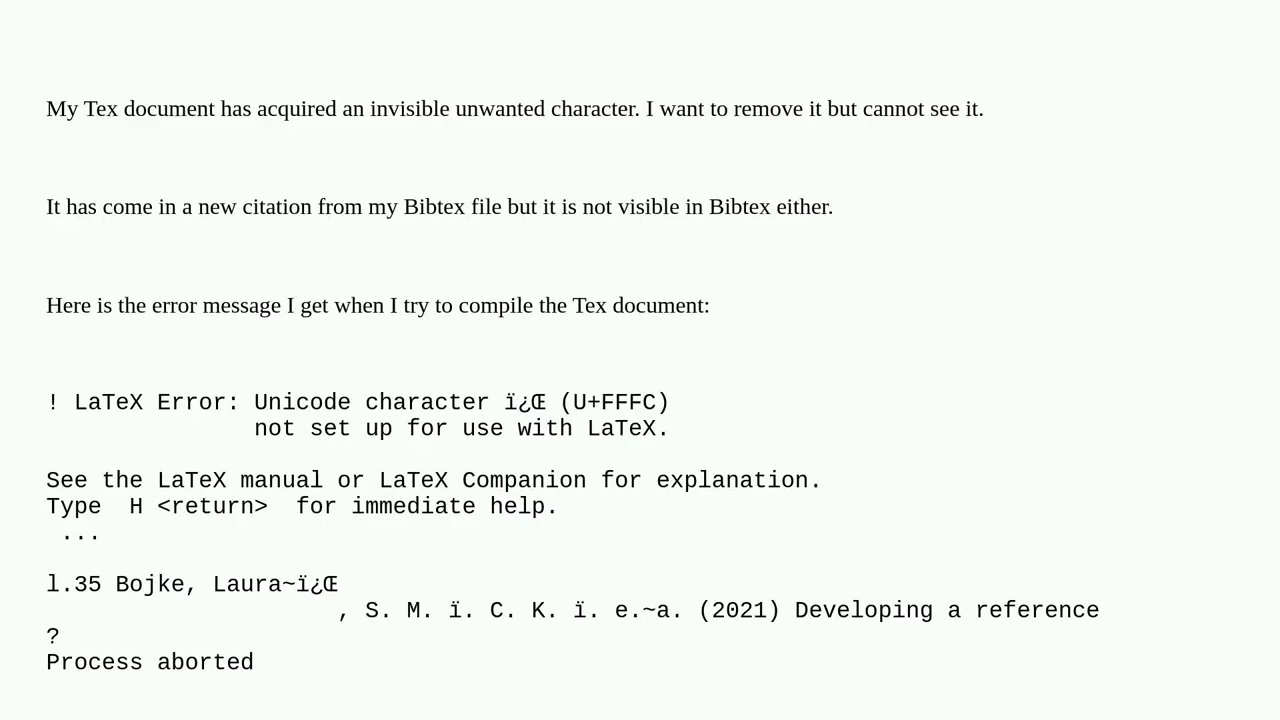 My Tex document has acquired an invisible unwanted character. I want to remove it but cannot see it.
It has come in a new citation from my Bibtex file but it is not visible in Bibtex either.
Here is the error message I get when I try to compile the Tex document:
! LaTeX Error: Unicode character ï¿Œ (U+FFFC)
not set up for use with LaTeX.
See the LaTeX manual or LaTeX Companion for explanation.
Type  H <return>  for immediate help.
...
l.35 Bojke, Laura~ï¿Œ
, S. M. ï. C. K. ï. e.~a. (2021) Developing a reference
?
Process aborted